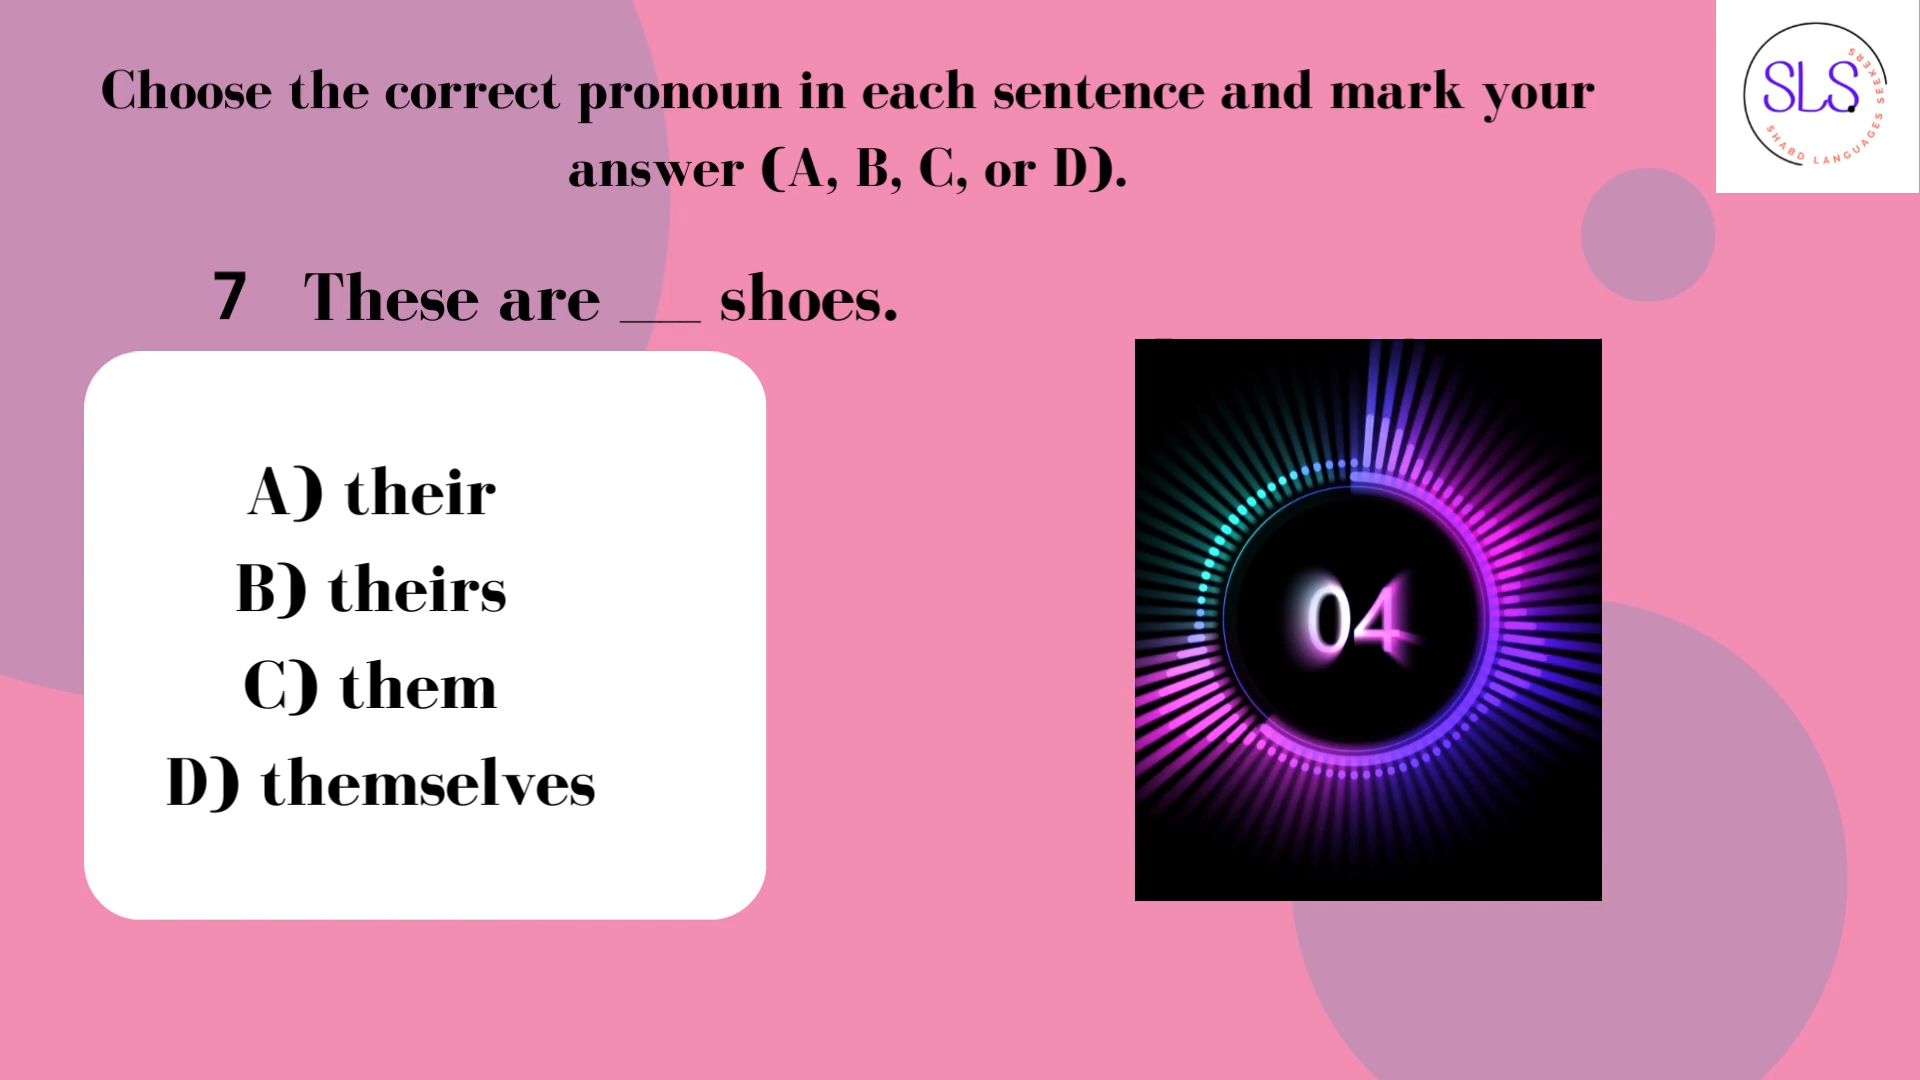 Choose the correct pronoun in each sentence and mark your
answer (A, B, C, or D).
SLS
SHABD LANGUAGES SEEKERS
7 These are ___ shoes.
A) their
B) theirs
C) them
D) themselves
04